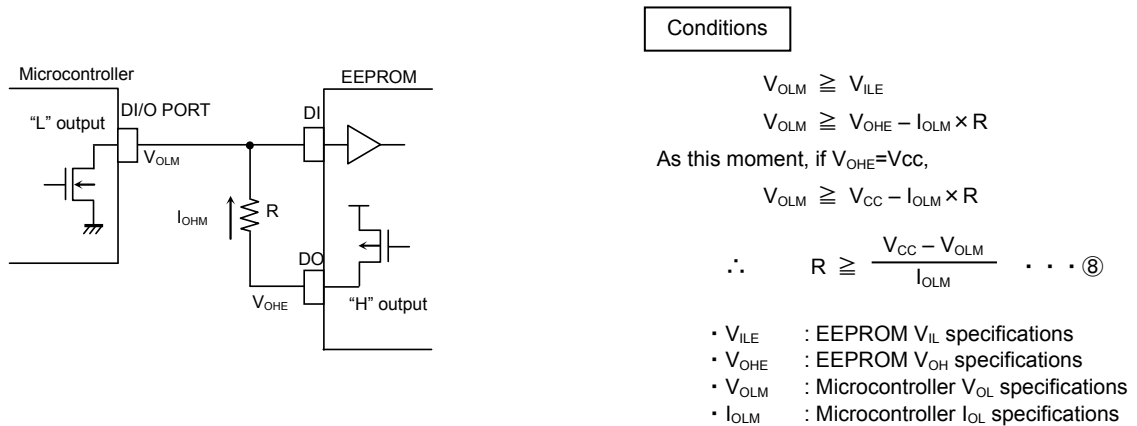 Microcontroller
EEPROM
DI/O PORT
DI
“L” output
VOLM
IOHM
R
DO
VOHE
“H” output
Conditions
VOLM ≧ VILE
VOLM ≧ VOHE – IOLM × R
As this moment, if VOHE=Vcc,
VOLM ≧ VCC – IOLM × R
∴ R ≧ VCC – VOLM / IOLM ・・・⑧
・VILE : EEPROM VIL specifications
・VOHE : EEPROM VOH specifications
・VOLM : Microcontroller VOL specifications
・IOLM : Microcontroller IOL specifications